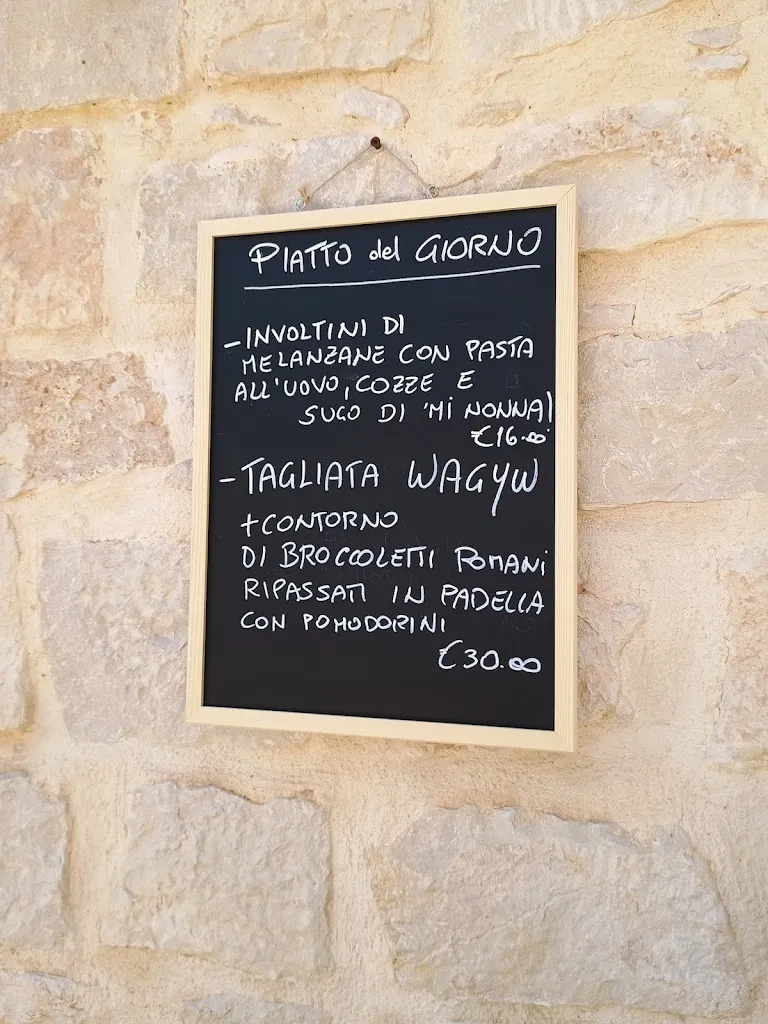 PIATTO del GIORNO
- INVOLTINI DI
MELANZANE CON PASTA
ALL'UOVO, COZZE E
SUGO DI 'MI NONNA'
€16.00
- TAGLIATA WAGYW
+ CONTORNO
DI BROCCOLETTI ROMANI
RIPASSATI IN PADELLA
CON POMODORINI
€30.00